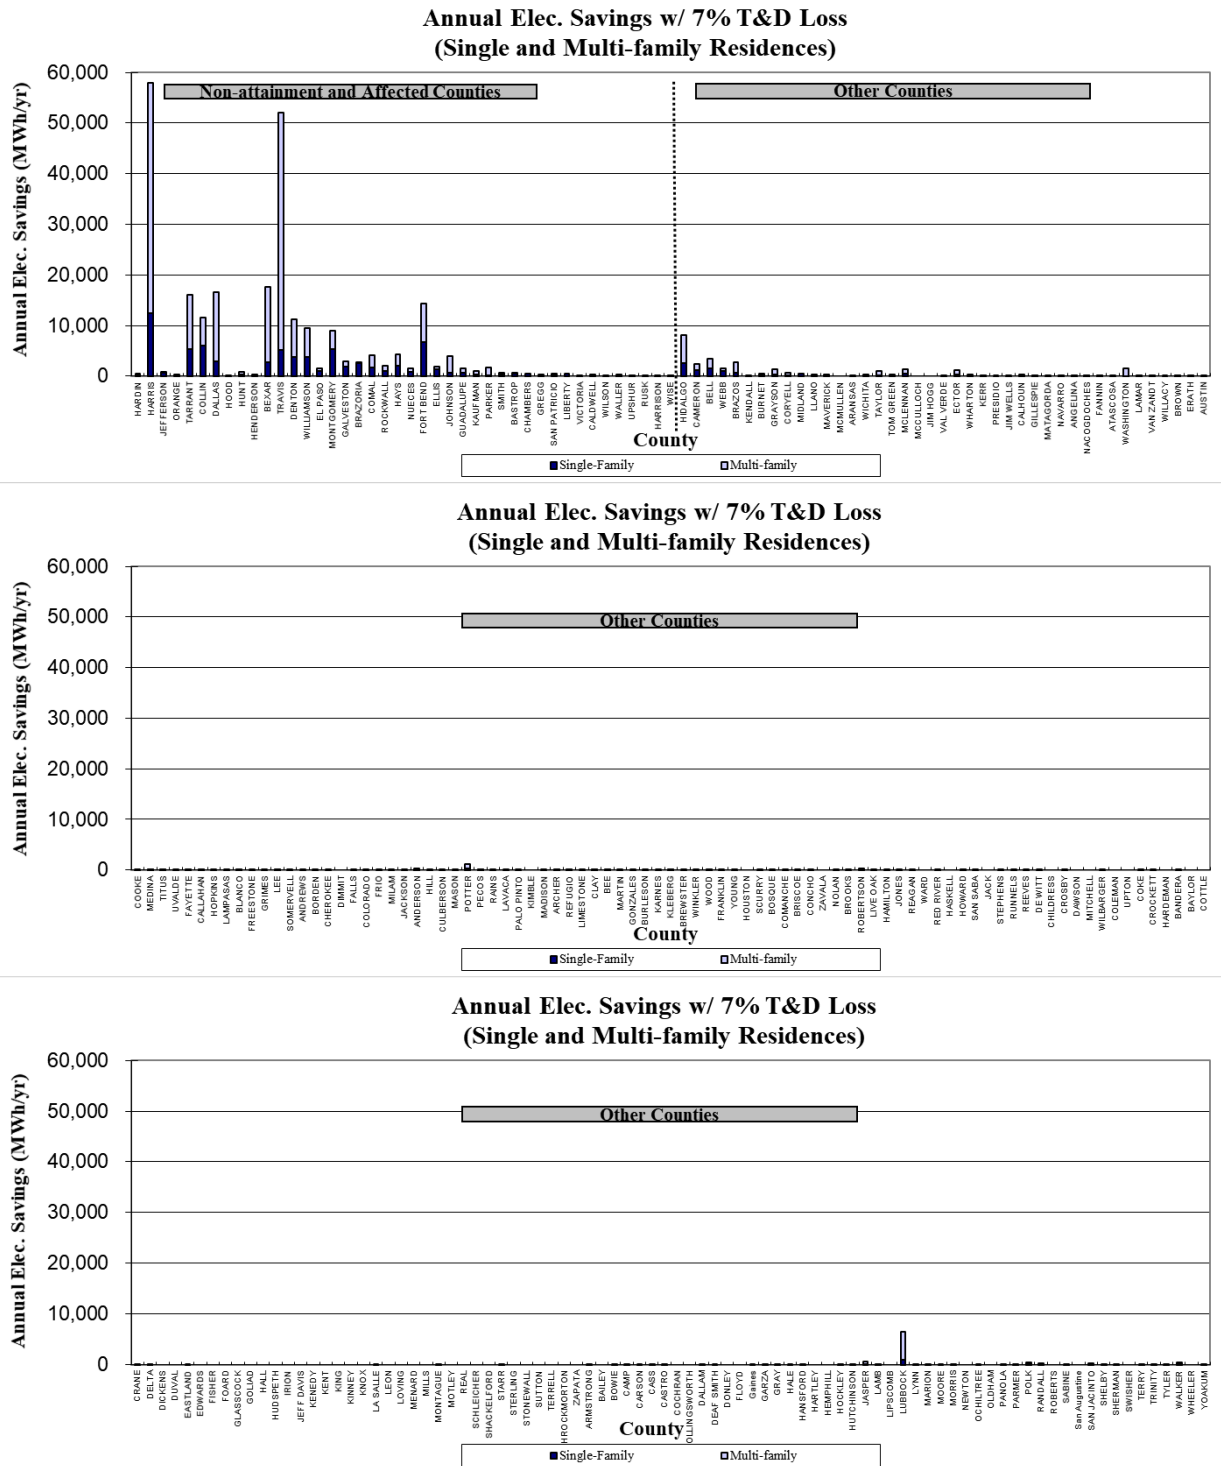 Annual Elec. Savings w/ 7% T&D Loss
(Single and Multi-family Residences)
Annual Elec. Savings (MWh/yr)
60,000
50,000
40,000
30,000
20,000
10,000
0
Non-attainment and Affected Counties
Other Counties
HARDIN
HARRIS
JEFFERSON
ORANGE
TARRANT
COLLIN
DALLAS
HOOD
HUNT
HENDERSON
BEXAR
TRAVIS
DENTON
WILLIAMSON
MONTGOMERY
GALVESTON
BRAZORIA
COMAL
ROCKWALL
HAYS
NUECES
FORT BEND
ELLIS
JOHNSON
GUADALUPE
KAUFMAN
PARKER
SMITH
BASTROP
CHAMBERS
GREGG
SAN PATRICIO
LIBERTY
VICTORIA
CALDWELL
WILSON
WALLER
UPSHUR
RUSK
HARRISON
WISE
HIDALGO
CAMERON
BELL
WEBB
BRAZOS
KENDALL
BURNET
GRAYSON
CORYELL
MIDLAND
LLANO
MAVERICK
MCMULLEN
ARANSAS
WICHITA
TAYLOR
TOM GREEN
MCLENNAN
MCCULLOCH
JIM HOGG
VAL VERDE
ECTOR
WHARTON
KERR
PRESIDIO
JIM WELLS
CALHOUN
GILLESPIE
MATAGORDA
NAVARRO
ANGELINA
NACOGDOCHES
FANNIN
ATASCOSA
WASHINGTON
LAMAR
VAN ZANDT
WILLACY
BROWN
ERATH
AUSTIN
County
Single-Family Multi-family
Annual Elec. Savings w/ 7% T&D Loss
(Single and Multi-family Residences)
Annual Elec. Savings (MWh/yr)
60,000
50,000
40,000
30,000
20,000
10,000
0
Other Counties
COOKE
MEDINA
TITUS
UVALDE
FAYETTE
CALLAHAN
HOPKINS
LAMPASAS
BLANCO
FREESTONE
GRIMES
LEE
SOMERVELL
ANDREWS
BORDEN
CHEROKEE
DIMMIT
FALLS
COLORADO
FRIO
MILAM
JACKSON
ANDERSON
HILL
CULBERSON
MASON
POTTER
PECOS
RAINS
LAVACA
PALO PINTO
KIMBLE
MADISON
ARCHER
REFUGIO
LIMESTONE
CLAY
BEE
MARTIN
GONZALES
BURLESON
KARNES
KLEBERG
BREWSTER
WINKLER
WOOD
FRANKLIN
YOUNG
HOUSTON
SCURRY
BOSQUE
COMANCHE
BRISCOE
CONCHO
ZAVALA
NOLAN
BROOKS
ROBERTSON
LIVE OAK
HAMILTON
JONES
REAGAN
WARD
RED RIVER
HASKELL
HOWARD
SAN SABA
JACK
STEPHENS
RUNNELS
REEVES
DE WITT
CHILDRESS
CROSBY
DAWSON
MITCHELL
WILBARGER
COLEMAN
UPTON
COKE
CROCKETT
HARDEMAN
BANDERA
BAYLOR
COTTLE
County
Single-Family Multi-family
Annual Elec. Savings w/ 7% T&D Loss
(Single and Multi-family Residences)
Annual Elec. Savings (MWh/yr)
60,000
50,000
40,000
30,000
20,000
10,000
0
Other Counties
CRANE
DELTA
DICKENS
DUVAL
EASTLAND
EDWARDS
FISHER
FOARD
GLASSCOCK
GOLIAD
HALL
HUDSPETH
IRION
JEFF DAVIS
KENEDY
KENT
KING
KINNEY
KNOX
LA SALLE
LEON
LOVING
MENARD
MILLS
MONTAGUE
MOTLEY
REAL
SCHLEICHER
SHACKELFORD
STARR
STERLING
STONEWALL
SUTTON
TERRELL
HROCKMORTON
ZAPATA
ARMSTRONG
BAILEY
BOWIE
CAMP
CARSON
CASS
CASTRO
COCHRAN
OLLINGSWORTH
DALLAM
DEAF SMITH
DONLEY
FLOYD
Gaines
GARZA
GRAY
HALE
HANSFORD
HARTLEY
HEMPHILL
HOCKLEY
HUTCHINSON
JASPER
LAMB
LIPSCOMB
LUBBOCK
LYNN
MARION
MOORE
MORRIS
NEWTON
OCHILTREE
OLDHAM
PANOLA
PARMER
POLK
RANDALL
ROBERTS
SABINE
San Augustine
SAN JACINTO
SHELBY
SHERMAN
SWISHER
TERRY
TRINITY
TYLER
WALKER
WHEELER
YOAKUM
County
Single-Family Multi-family